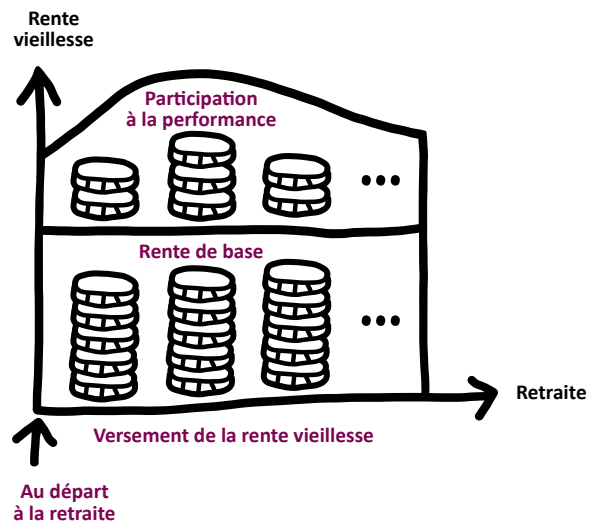 Rente
vieillesse
Participation
à la performance
Rente de base
Retraite
Versement de la rente vieillesse
Au départ
à la retraite